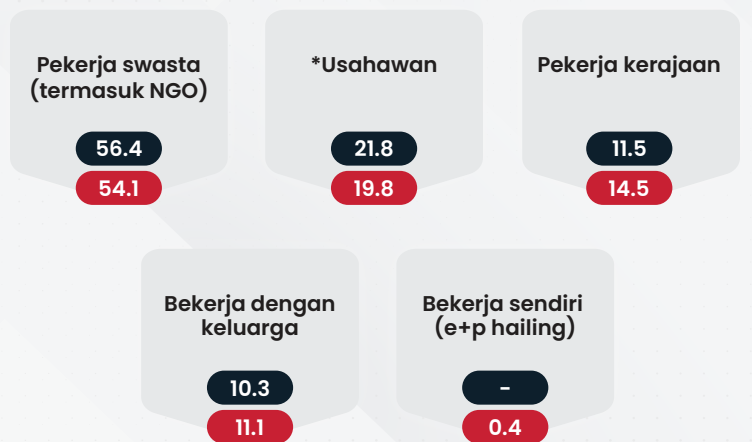 Pekerja swasta
(termasuk NGO)
56.4
54.1
*Usahawan
21.8
19.8
Pekerja kerajaan
11.5
14.5
Bekerja dengan
keluarga
10.3
11.1
Bekerja sendiri
(e+p hailing)
-
0.4